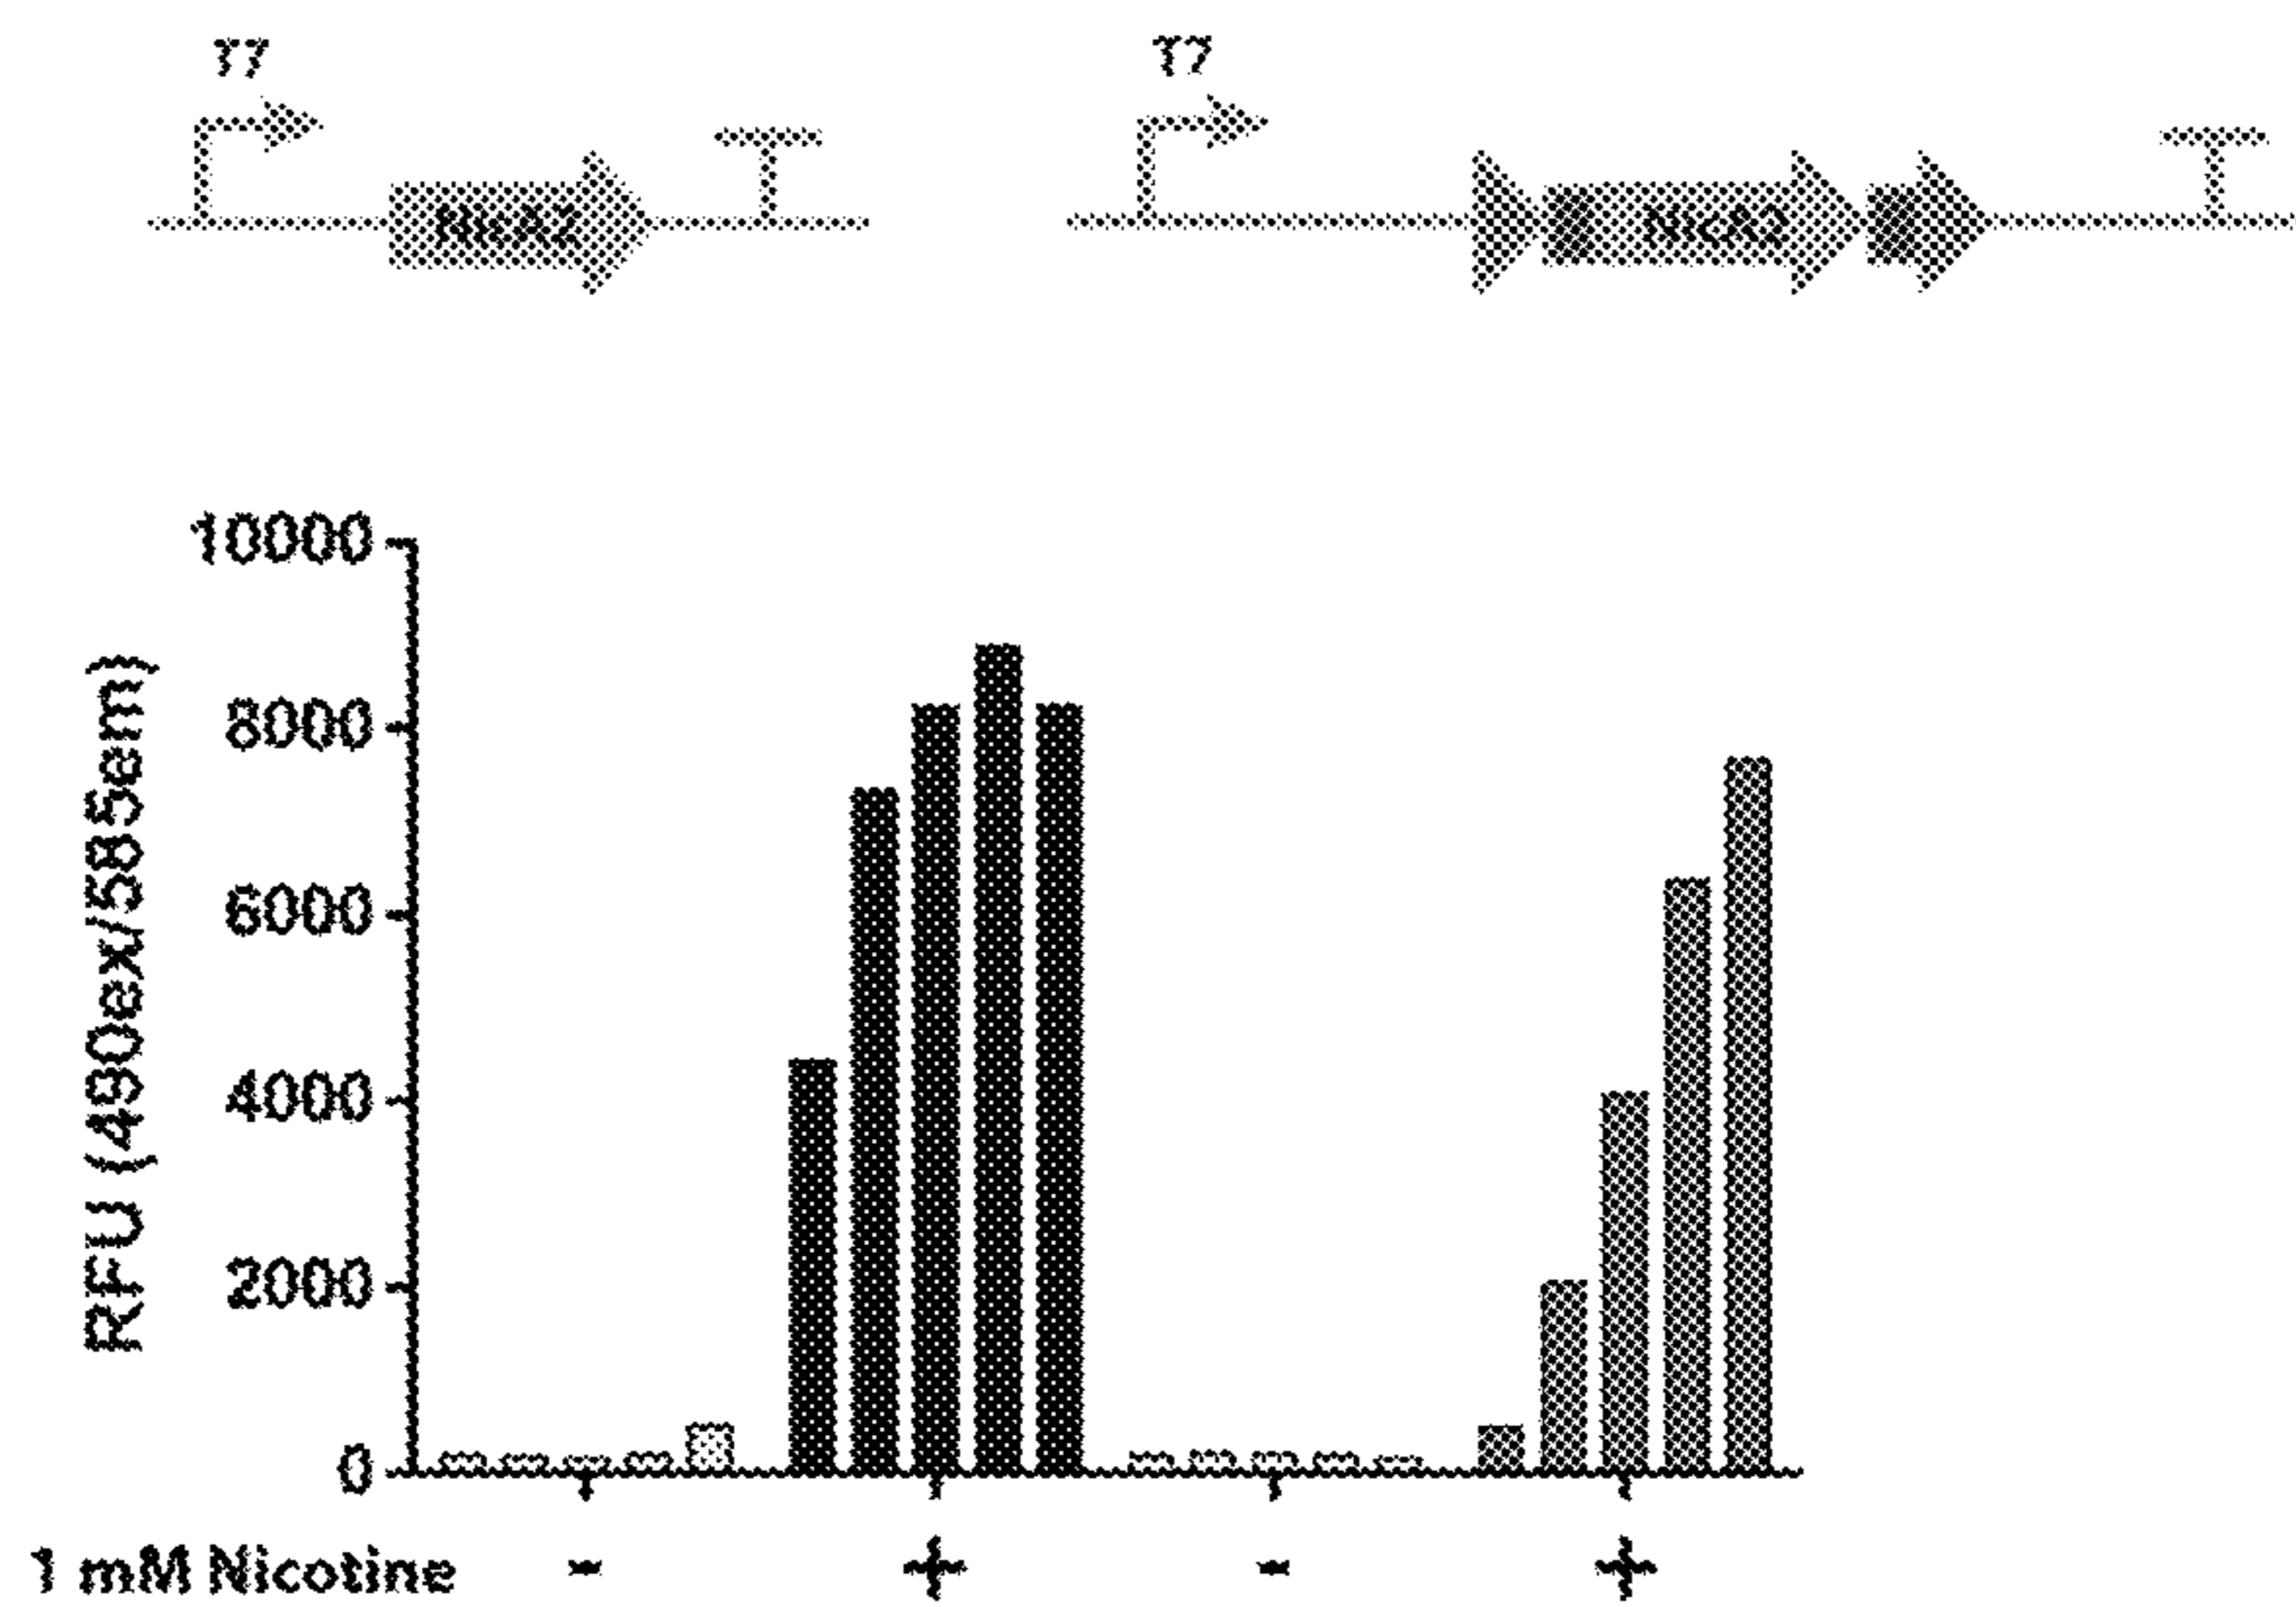 T7
T7
NicA2
NicA2
10000
8000
6000
4000
2000
0
RFU (490ex/585em)
1 mM Nicotine - + - +